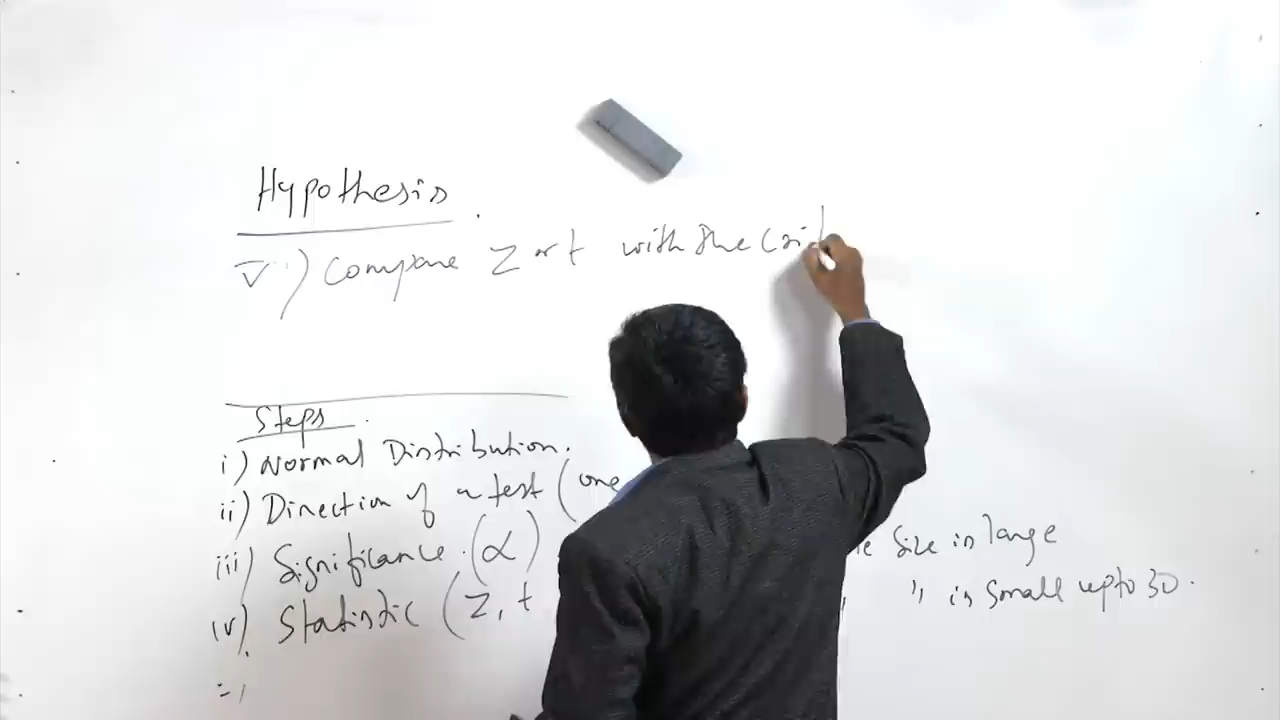 Hypothesis
v) Compare Z or t with the Crit
Steps
i) Normal Distribution.
ii) Direction of a test (one
iii) Significance (α) Size is large
iv) Statistic (Z, t " is small upto 30.